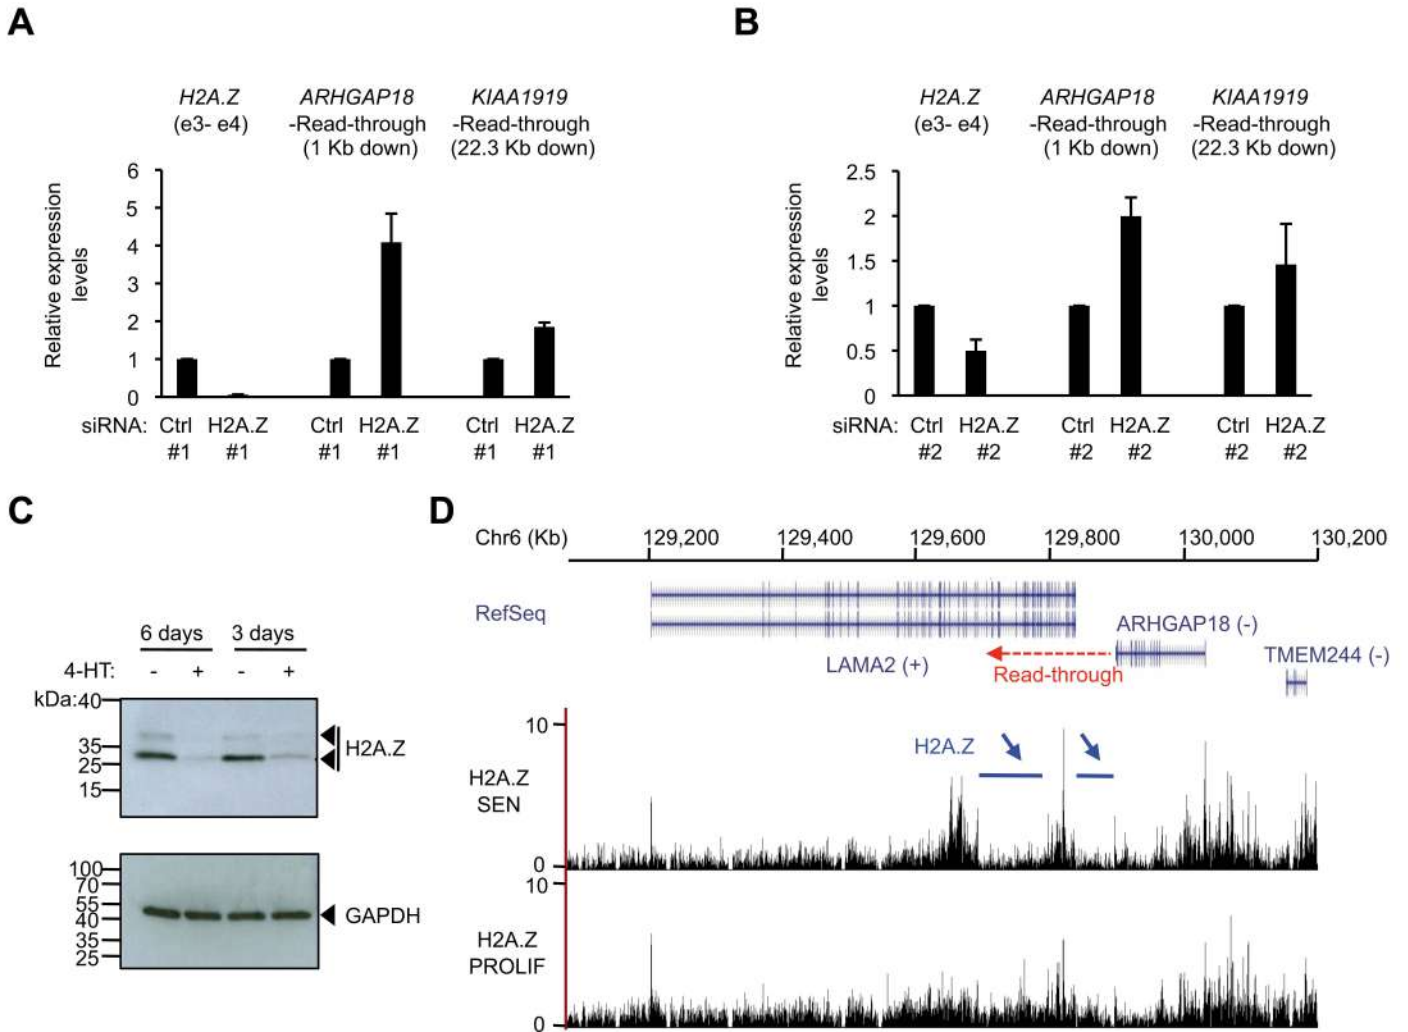 A
H2A.Z
(e3- e4)
ARHGAP18
-Read-through
(1 Kb down)
KIAA1919
-Read-through
(22.3 Kb down)
Relative expression
levels
6
5
4
3
2
1
0
siRNA: Ctrl H2A.Z Ctrl H2A.Z Ctrl H2A.Z
#1 #1 #1 #1 #1 #1
B
H2A.Z
(e3- e4)
ARHGAP18
-Read-through
(1 Kb down)
KIAA1919
-Read-through
(22.3 Kb down)
Relative expression
levels
2.5
2
1.5
1
0.5
0
siRNA: Ctrl H2A.Z Ctrl H2A.Z Ctrl H2A.Z
#2 #2 #2 #2 #2 #2
C
6 days 3 days
4-HT: - + - +
kDa:40
35
25
15
H2A.Z
100
70
55
40
35
25
GAPDH
D
Chr6 (Kb) 129,200 129,400 129,600 129,800 130,000 130,200
RefSeq
ARHGAP18 (-)
LAMA2 (+)
TMEM244 (-)
Read-through
10
H2A.Z
H2A.Z
SEN
0
10
H2A.Z
PROLIF
0